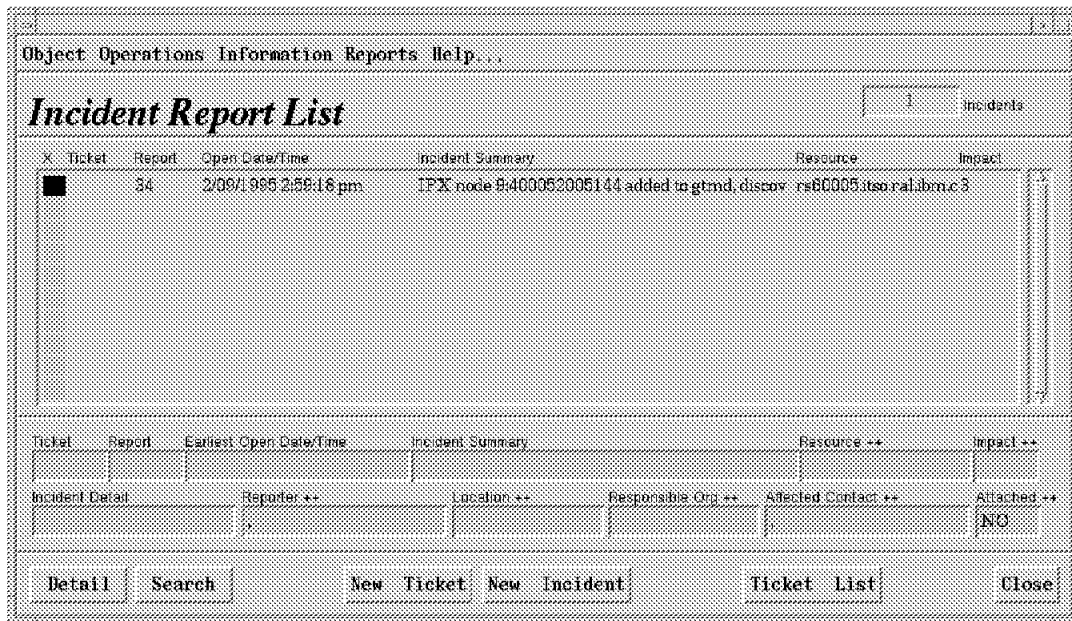 Object Operations Information Reports Help...
Incident Report List
1 Incidents
X Ticket Report Open Date/Time Incident Summary Resource Impact
34 2/09/1995 2:59:18 pm IPX node 9:400052005144 added to gtmd, discov rs60005.itso.ral.ibm.c 3
Ticket Report Earliest Open Date/Time Incident Summary Resource ++ Impact ++
Incident Detail Reporter ++ Location ++ Responsible Org ++ Affected Contact ++ Attached ++
, , NO
Detail Search New Ticket New Incident Ticket List Close